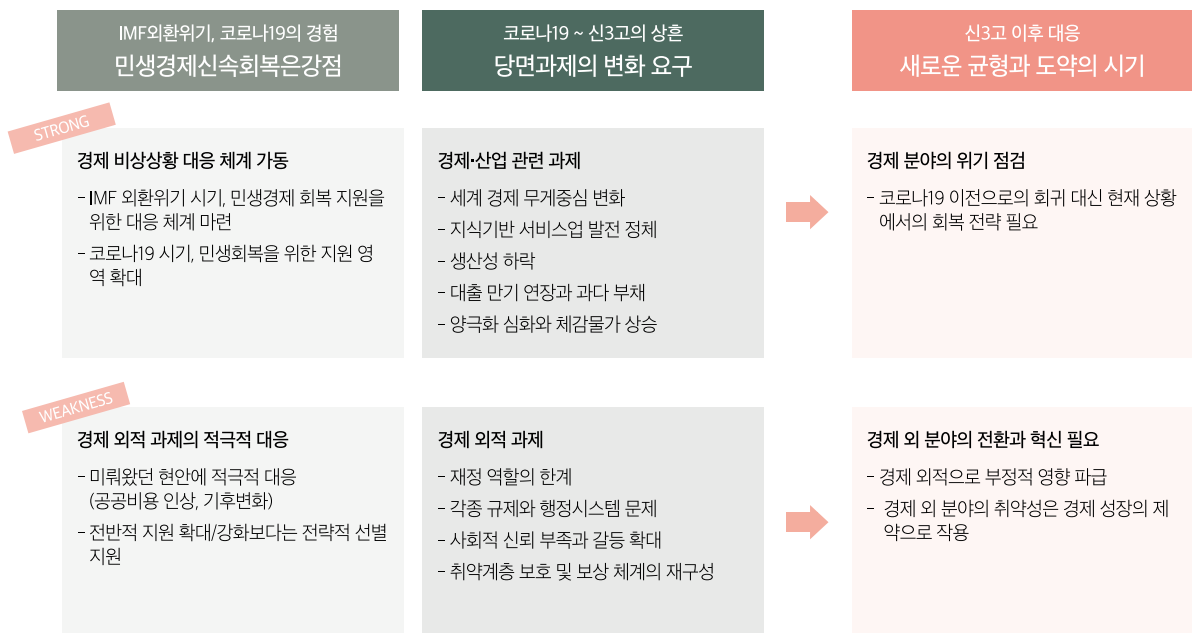 IMF외환위기, 코로나19의 경험
민생경제신속회복은강점
코로나19 ~ 신3고의 상흔
당면과제의 변화 요구
신3고 이후 대응
새로운 균형과 도약의 시기
STRONG
경제 비상상황 대응 체계 가동
- IMF 외환위기 시기, 민생경제 회복 지원을
위한 대응 체계 마련
- 코로나19 시기, 민생회복을 위한 지원 영
역 확대
경제·산업 관련 과제
- 세계 경제 무게중심 변화
- 지식기반 서비스업 발전 정체
- 생산성 하락
- 대출 만기 연장과 과다 부채
- 양극화 심화와 체감물가 상승
경제 분야의 위기 점검
- 코로나19 이전으로의 회귀 대신 현재 상황
에서의 회복 전략 필요
WEAKNESS
경제 외적 과제의 적극적 대응
- 미뤄왔던 현안에 적극적 대응
(공공비용 인상, 기후변화)
- 전반적 지원 확대/강화보다는 전략적 선별
지원
경제 외적 과제
- 재정 역할의 한계
- 각종 규제와 행정시스템 문제
- 사회적 신뢰 부족과 갈등 확대
- 취약계층 보호 및 보상 체계의 재구성
경제 외 분야의 전환과 혁신 필요
- 경제 외적으로 부정적 영향 파급
- 경제 외 분야의 취약성은 경제 성장의 제
약으로 작용